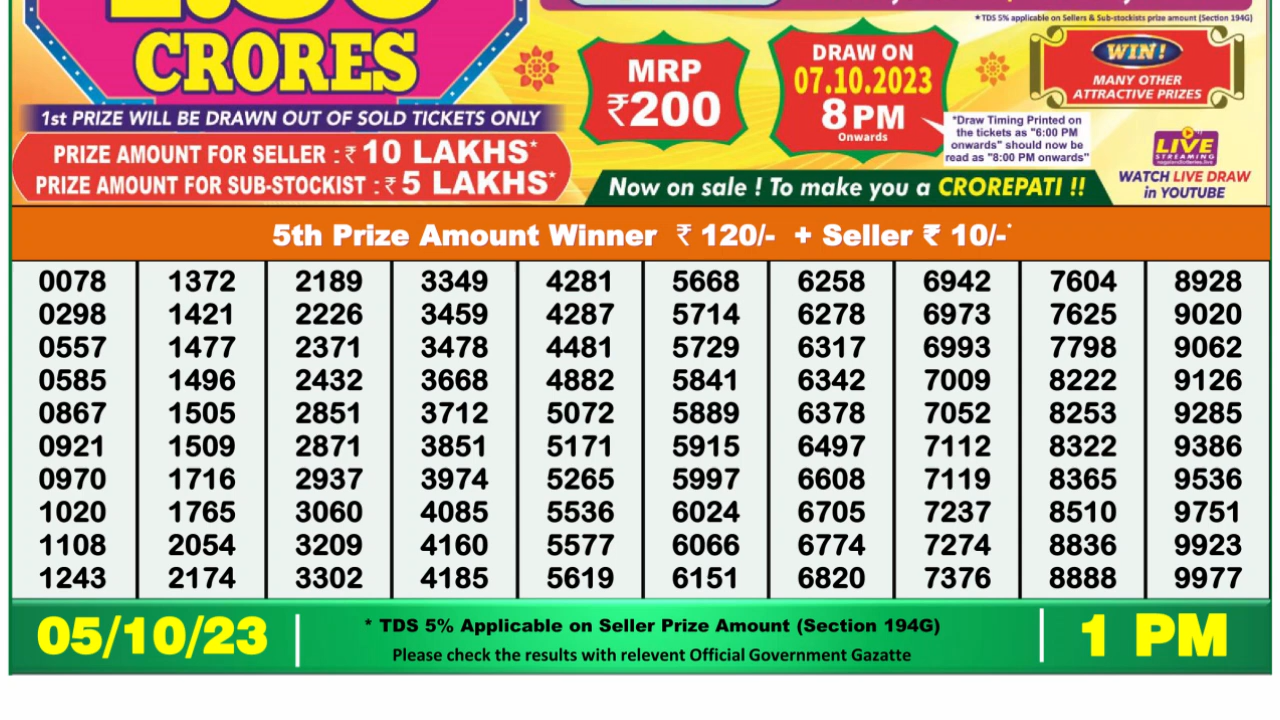 * TDS 5% applicable on Sellers & Sub-stockists prize amount (Section 194G)
CRORES
1st PRIZE WILL BE DRAWN OUT OF SOLD TICKETS ONLY
PRIZE AMOUNT FOR SELLER : ₹ 10 LAKHS*
PRIZE AMOUNT FOR SUB-STOCKIST : ₹ 5 LAKHS*
MRP
₹200
DRAW ON
07.10.2023
8 PM
Onwards
*Draw Timing Printed on
the tickets as "6:00 PM
onwards" should now be
read as "8:00 PM onwards"
WIN!
MANY OTHER
ATTRACTIVE PRIZES
LIVE
STREAMING
WATCH LIVE DRAW
in YOUTUBE
Now on sale ! To make you a CROREPATI !!
5th Prize Amount Winner ₹ 120/- + Seller ₹ 10/-*
0078 1372 2189 3349 4281 5668 6258 6942 7604 8928
0298 1421 2226 3459 4287 5714 6278 6973 7625 9020
0557 1477 2371 3478 4481 5729 6317 6993 7798 9062
0585 1496 2432 3668 4882 5841 6342 7009 8222 9126
0867 1505 2851 3712 5072 5889 6378 7052 8253 9285
0921 1509 2871 3851 5171 5915 6497 7112 8322 9386
0970 1716 2937 3974 5265 5997 6608 7119 8365 9536
1020 1765 3060 4085 5536 6024 6705 7237 8510 9751
1108 2054 3209 4160 5577 6066 6774 7274 8836 9923
1243 2174 3302 4185 5619 6151 6820 7376 8888 9977
05/10/23
* TDS 5% Applicable on Seller Prize Amount (Section 194G)
Please check the results with relevent Official Government Gazatte
1 PM